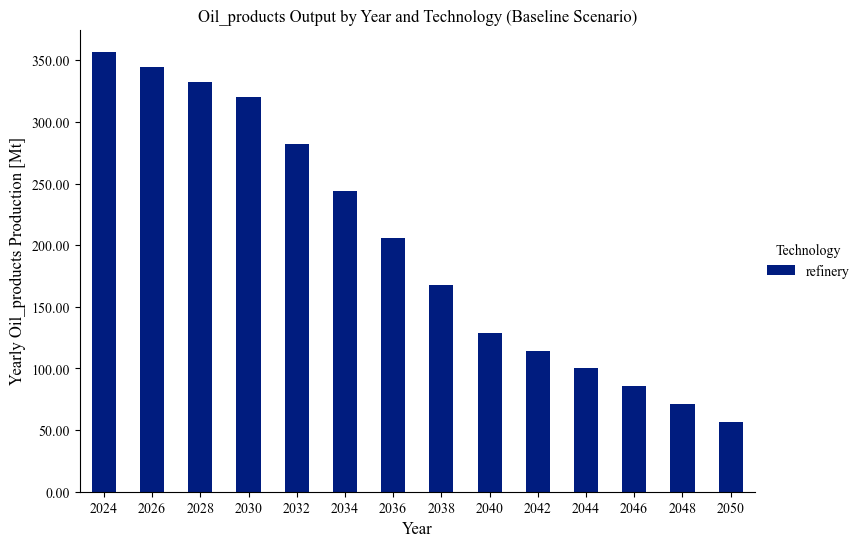 Oil_products Output by Year and Technology (Baseline Scenario)
Yearly Oil_products Production [Mt]
350.00
300.00
250.00
200.00
150.00
100.00
50.00
0.00
2024 2026 2028 2030 2032 2034 2036 2038 2040 2042 2044 2046 2048 2050
Year
Technology
refinery